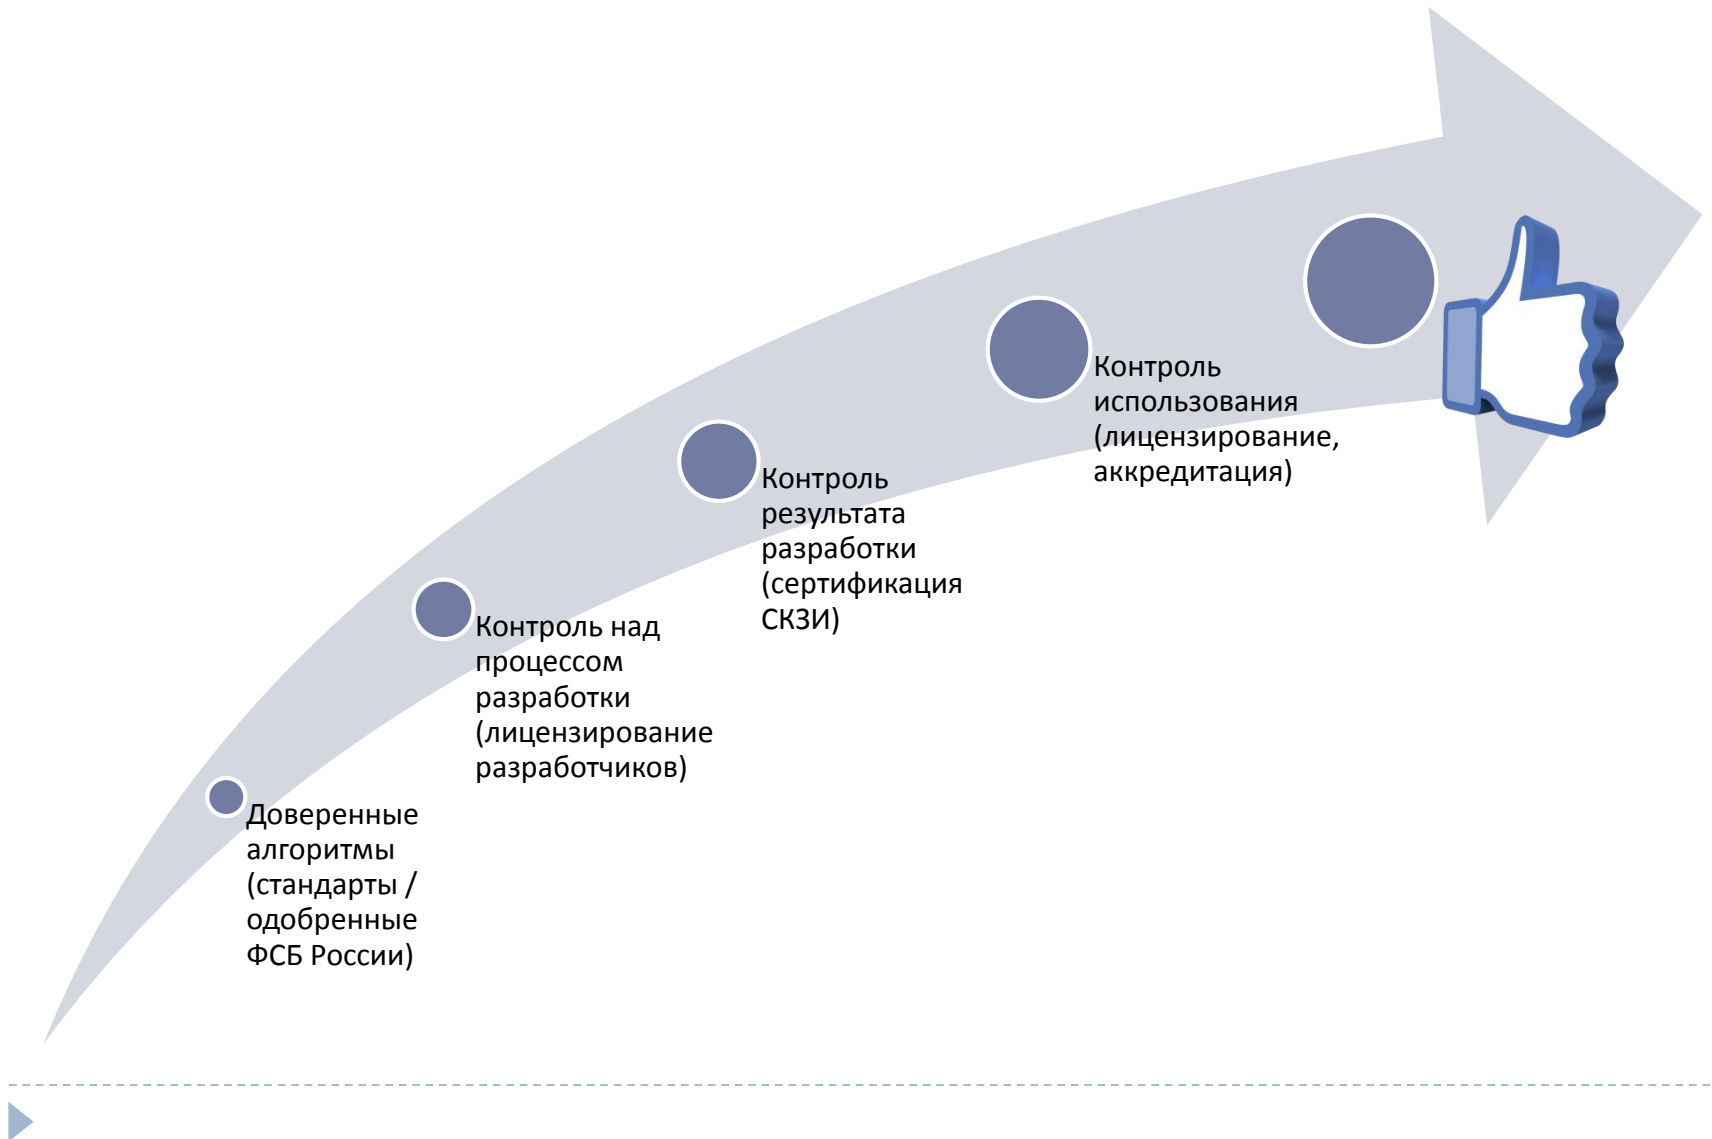 Контроль
использования
(лицензирование,
аккредитация)
Контроль
результата
разработки
(сертификация
СКЗИ)
Контроль над
процессом
разработки
(лицензирование
разработчиков)
Доверенные
алгоритмы
(стандарты /
одобренные
ФСБ России)